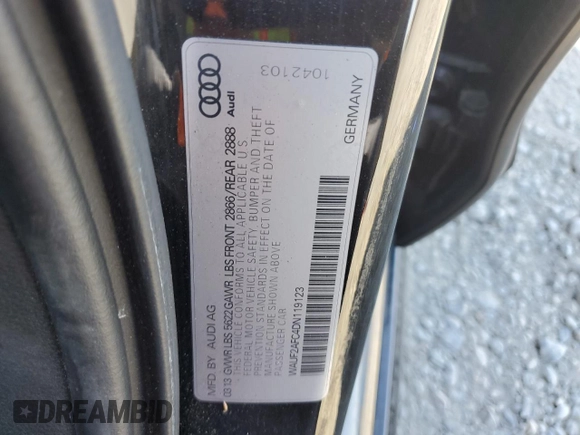 MFD. BY AUDI AG
03 13 GVWR LBS 5622 GAWR LBS FRONT 2866/REAR 2888
THIS VEHICLE CONFORMS TO ALL APPLICABLE U S
FEDERAL MOTOR VEHICLE SAFETY, BUMPER AND THEFT
PREVENTION STANDARDS IN EFFECT ON THE DATE OF
MANUFACTURE SHOWN ABOVE
PASSENGER CAR
WAUF2AFC4DN119123
Audi
1042103
GERMANY
DREAMBID